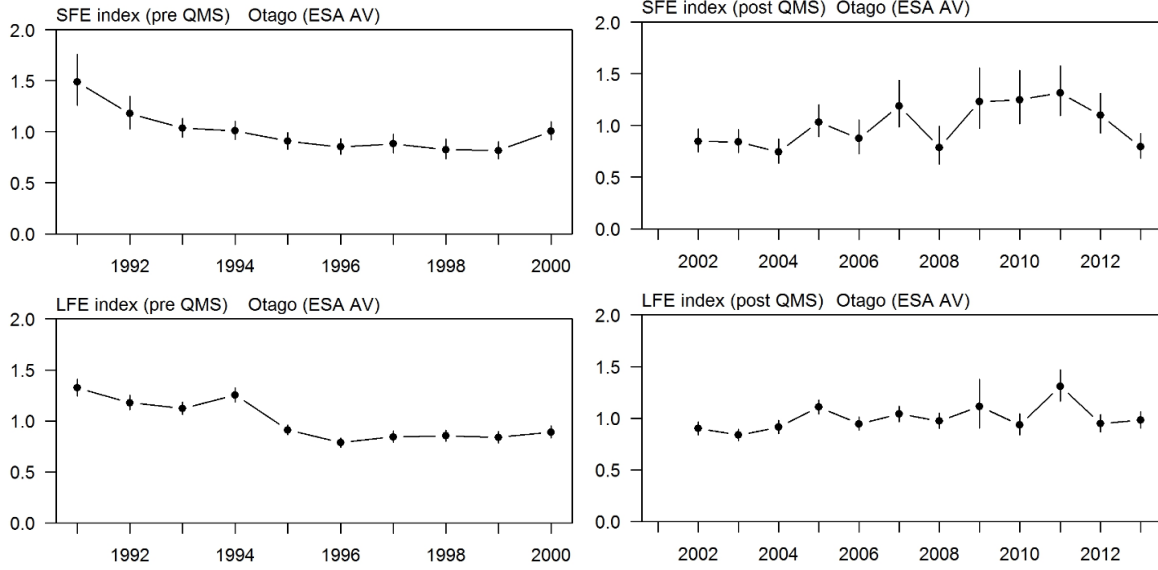 SFE index (pre QMS) Otago (ESA AV)
2.0
1.5
1.0
0.5
0.0
1992 1994 1996 1998 2000
SFE index (post QMS) Otago (ESA AV)
2.0
1.5
1.0
0.5
0.0
2002 2004 2006 2008 2010 2012
LFE index (pre QMS) Otago (ESA AV)
2.0
1.5
1.0
0.5
0.0
1992 1994 1996 1998 2000
LFE index (post QMS) Otago (ESA AV)
2.0
1.5
1.0
0.5
0.0
2002 2004 2006 2008 2010 2012